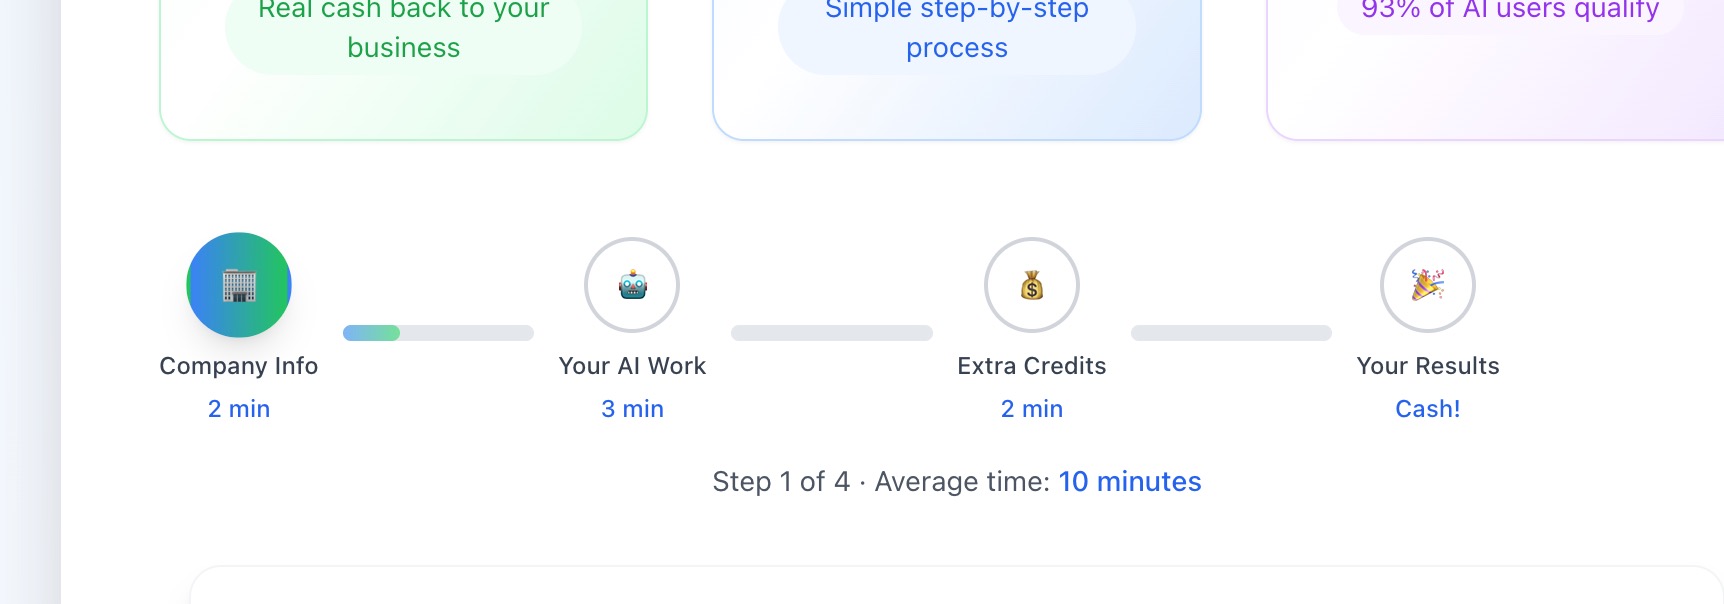 Real cash back to your
business
Simple step-by-step
process
93% of AI users qualify
Company Info
2 min
Your AI Work
3 min
Extra Credits
2 min
Your Results
Cash!
Step 1 of 4 · Average time: 10 minutes